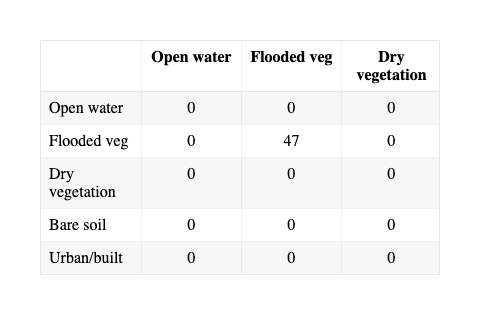 Open water Flooded veg Dry vegetation
Open water 0 0 0
Flooded veg 0 47 0
Dry vegetation 0 0 0
Bare soil 0 0 0
Urban/built 0 0 0